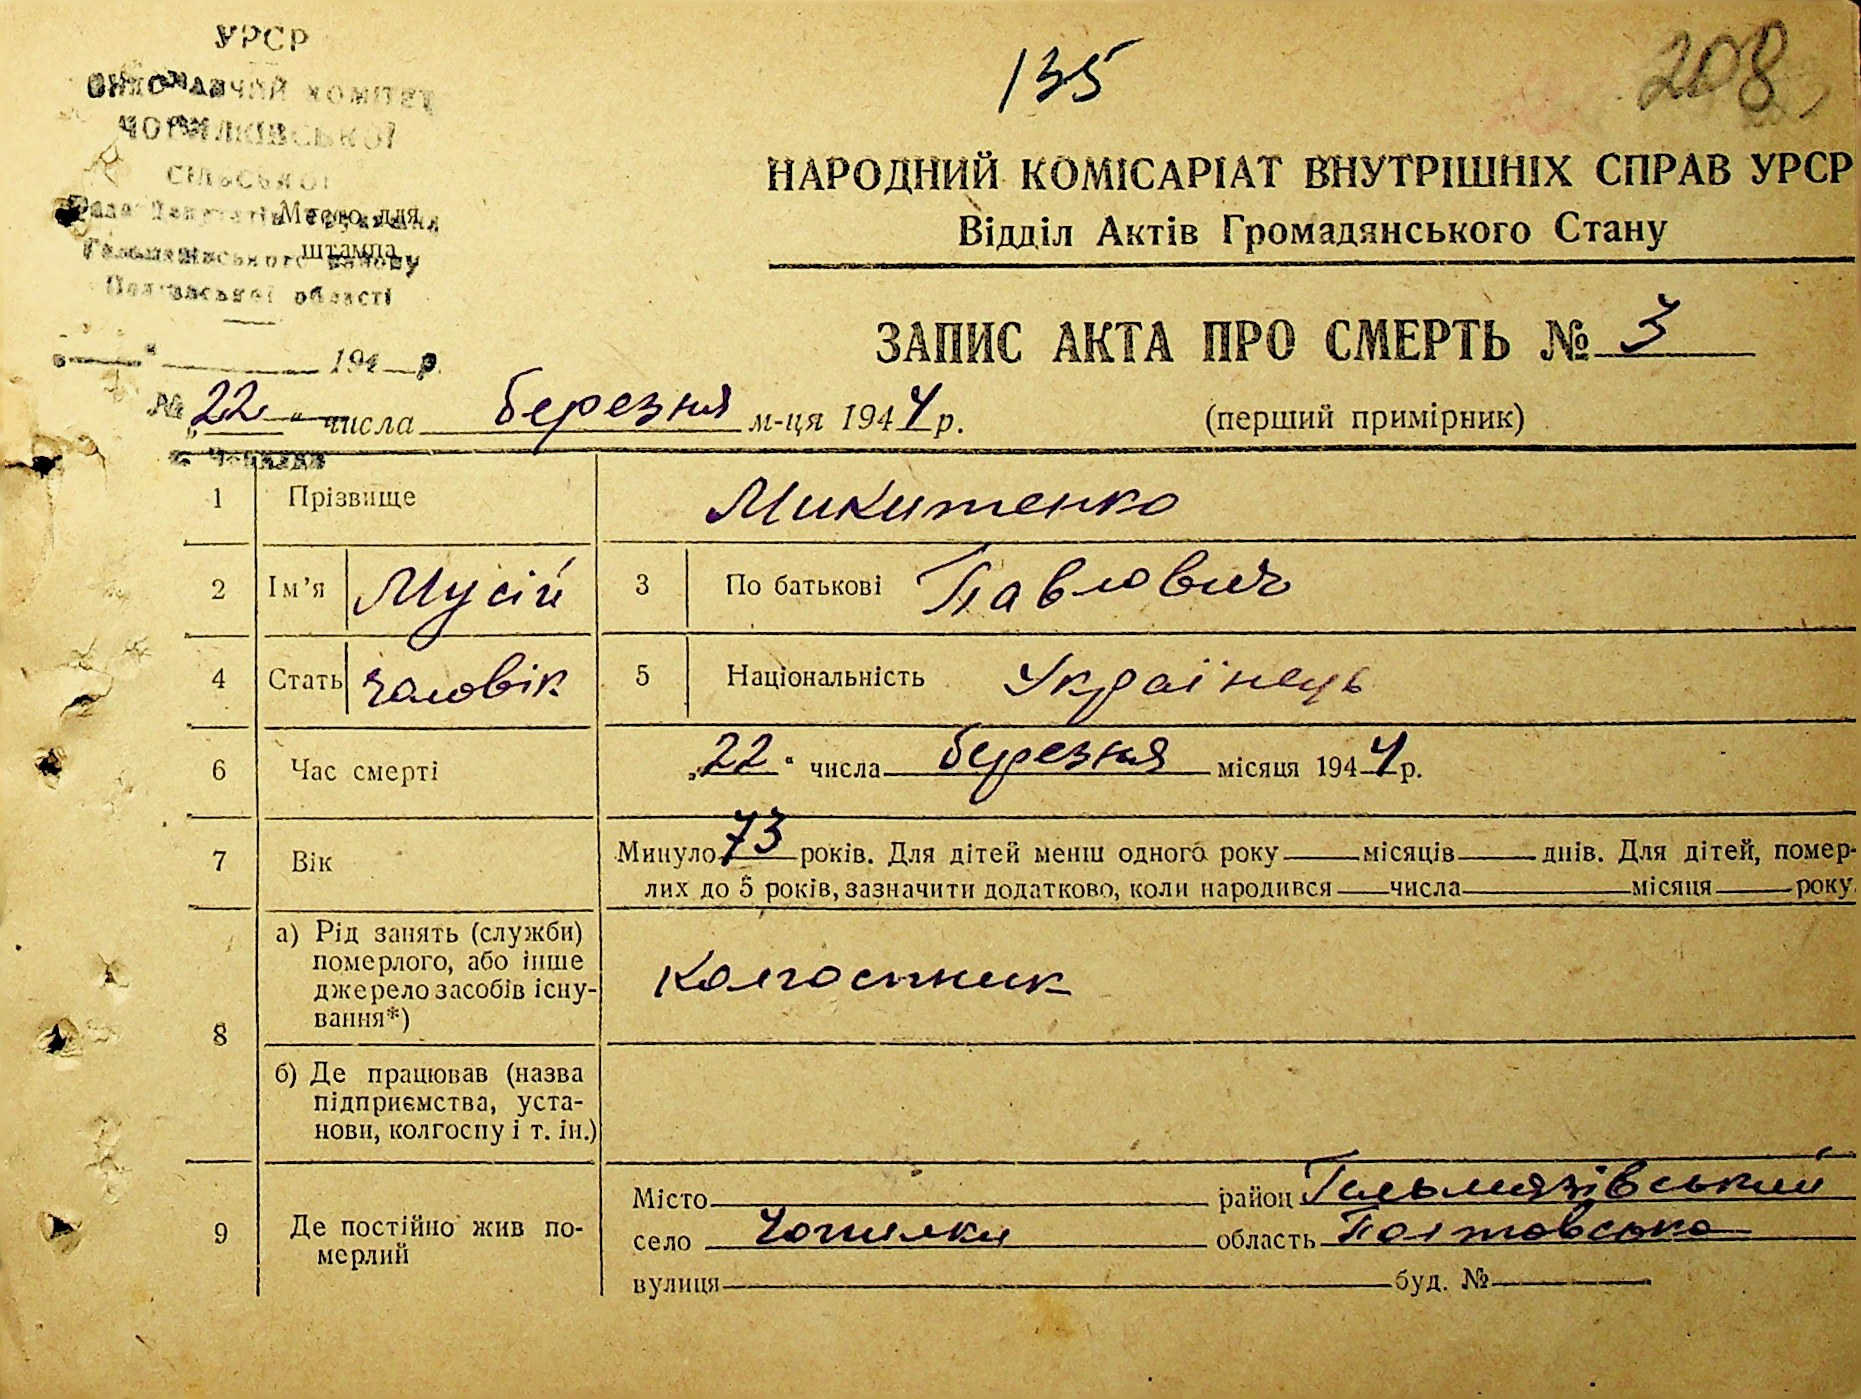 УРСР
ВИКОНАВЧИЙ КОМІТЕТ
ЧОПИЛКІВСЬКОЇ
СІЛЬСЬКОЇ
Ради Депутатів Трудящих
Гельмязівського району
Полтавської області
Місце для
штампа
194 р.
№
с. Чопилки
135
208
НАРОДНИЙ КОМІСАРІАТ ВНУТРІШНІХ СПРАВ УРСР
Відділ Актів Громадянського Стану
ЗАПИС АКТА ПРО СМЕРТЬ № 3
„22“ числа березня м-ця 1944 р.
(перший примірник)
1 Прізвище Микитенко
2 Ім’я Мусій 3 По батькові Павлович
4 Стать чоловік 5 Національність Українець
6 Час смерті „22“ числа березня місяця 1944 р.
7 Вік Минуло 73 років. Для дітей менш одного року місяців днів. Для дітей, помер-
лих до 5 років, зазначити додатково, коли народився числа місяця року
8 а) Рід занять (служби)
померлого, або інше
джерело засобів існу-
вання*)
Колгоспник
б) Де працював (назва
підприємства, уста-
нови, колгоспу і т. ін.)
9 Де постійно жив по-
мерлий
Місто район Гельмязівський
село Чопилки область Полтавська
вулиця буд. №